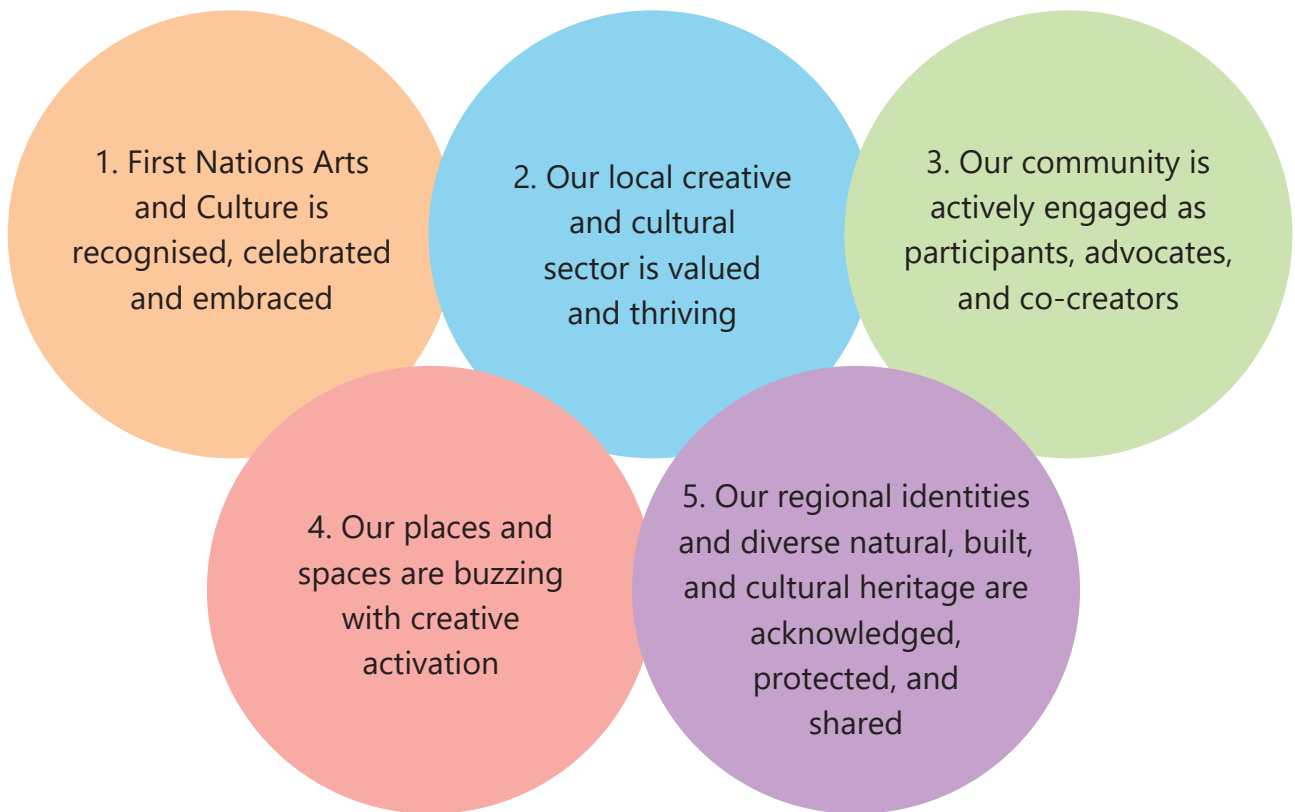 1. First Nations Arts
and Culture is
recognised, celebrated
and embraced
2. Our local creative
and cultural
sector is valued
and thriving
3. Our community is
actively engaged as
participants, advocates,
and co-creators
4. Our places and
spaces are buzzing
with creative
activation
5. Our regional identities
and diverse natural, built,
and cultural heritage are
acknowledged,
protected, and
shared